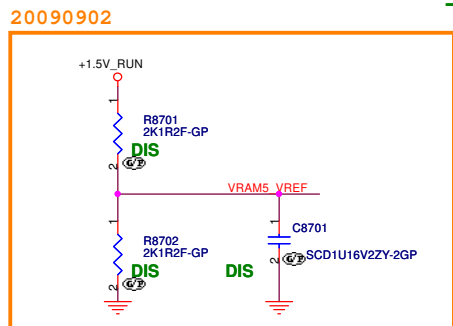 20090902
+1.5V_RUN
1
R8701
2K1R2F-GP
DIS
2
G/P
VRAM5_VREF
1
R8702
2K1R2F-GP
DIS
2
G/P
1
C8701
SCD1U16V2ZY-2GP
DIS
2
G/P